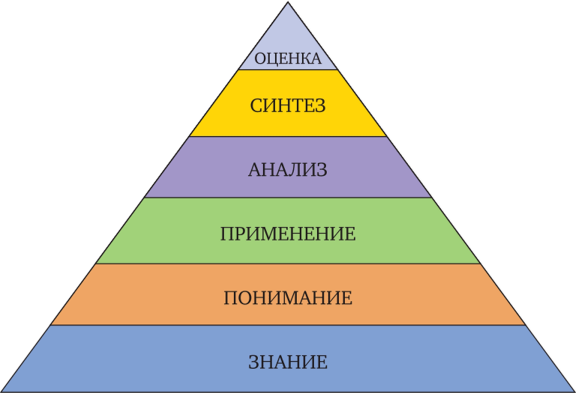 ОЦЕНКА
СИНТЕЗ
АНАЛИЗ
ПРИМЕНЕНИЕ
ПОНИМАНИЕ
ЗНАНИЕ